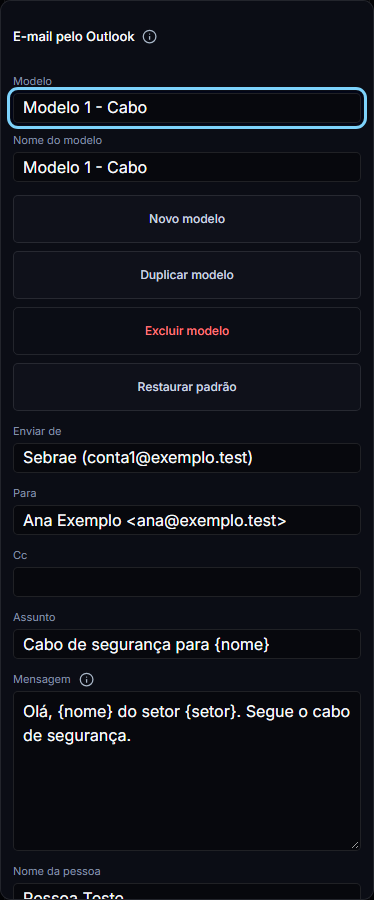 E-mail pelo Outlook
Modelo
Modelo 1 - Cabo
Nome do modelo
Modelo 1 - Cabo
Novo modelo
Duplicar modelo
Excluir modelo
Restaurar padrão
Enviar de
Sebrae (conta1@exemplo.test)
Para
Ana Exemplo <ana@exemplo.test>
Cc
Assunto
Cabo de segurança para {nome}
Mensagem
Olá, {nome} do setor {setor}. Segue o cabo
de segurança.
Nome da pessoa
Pessoa Teste